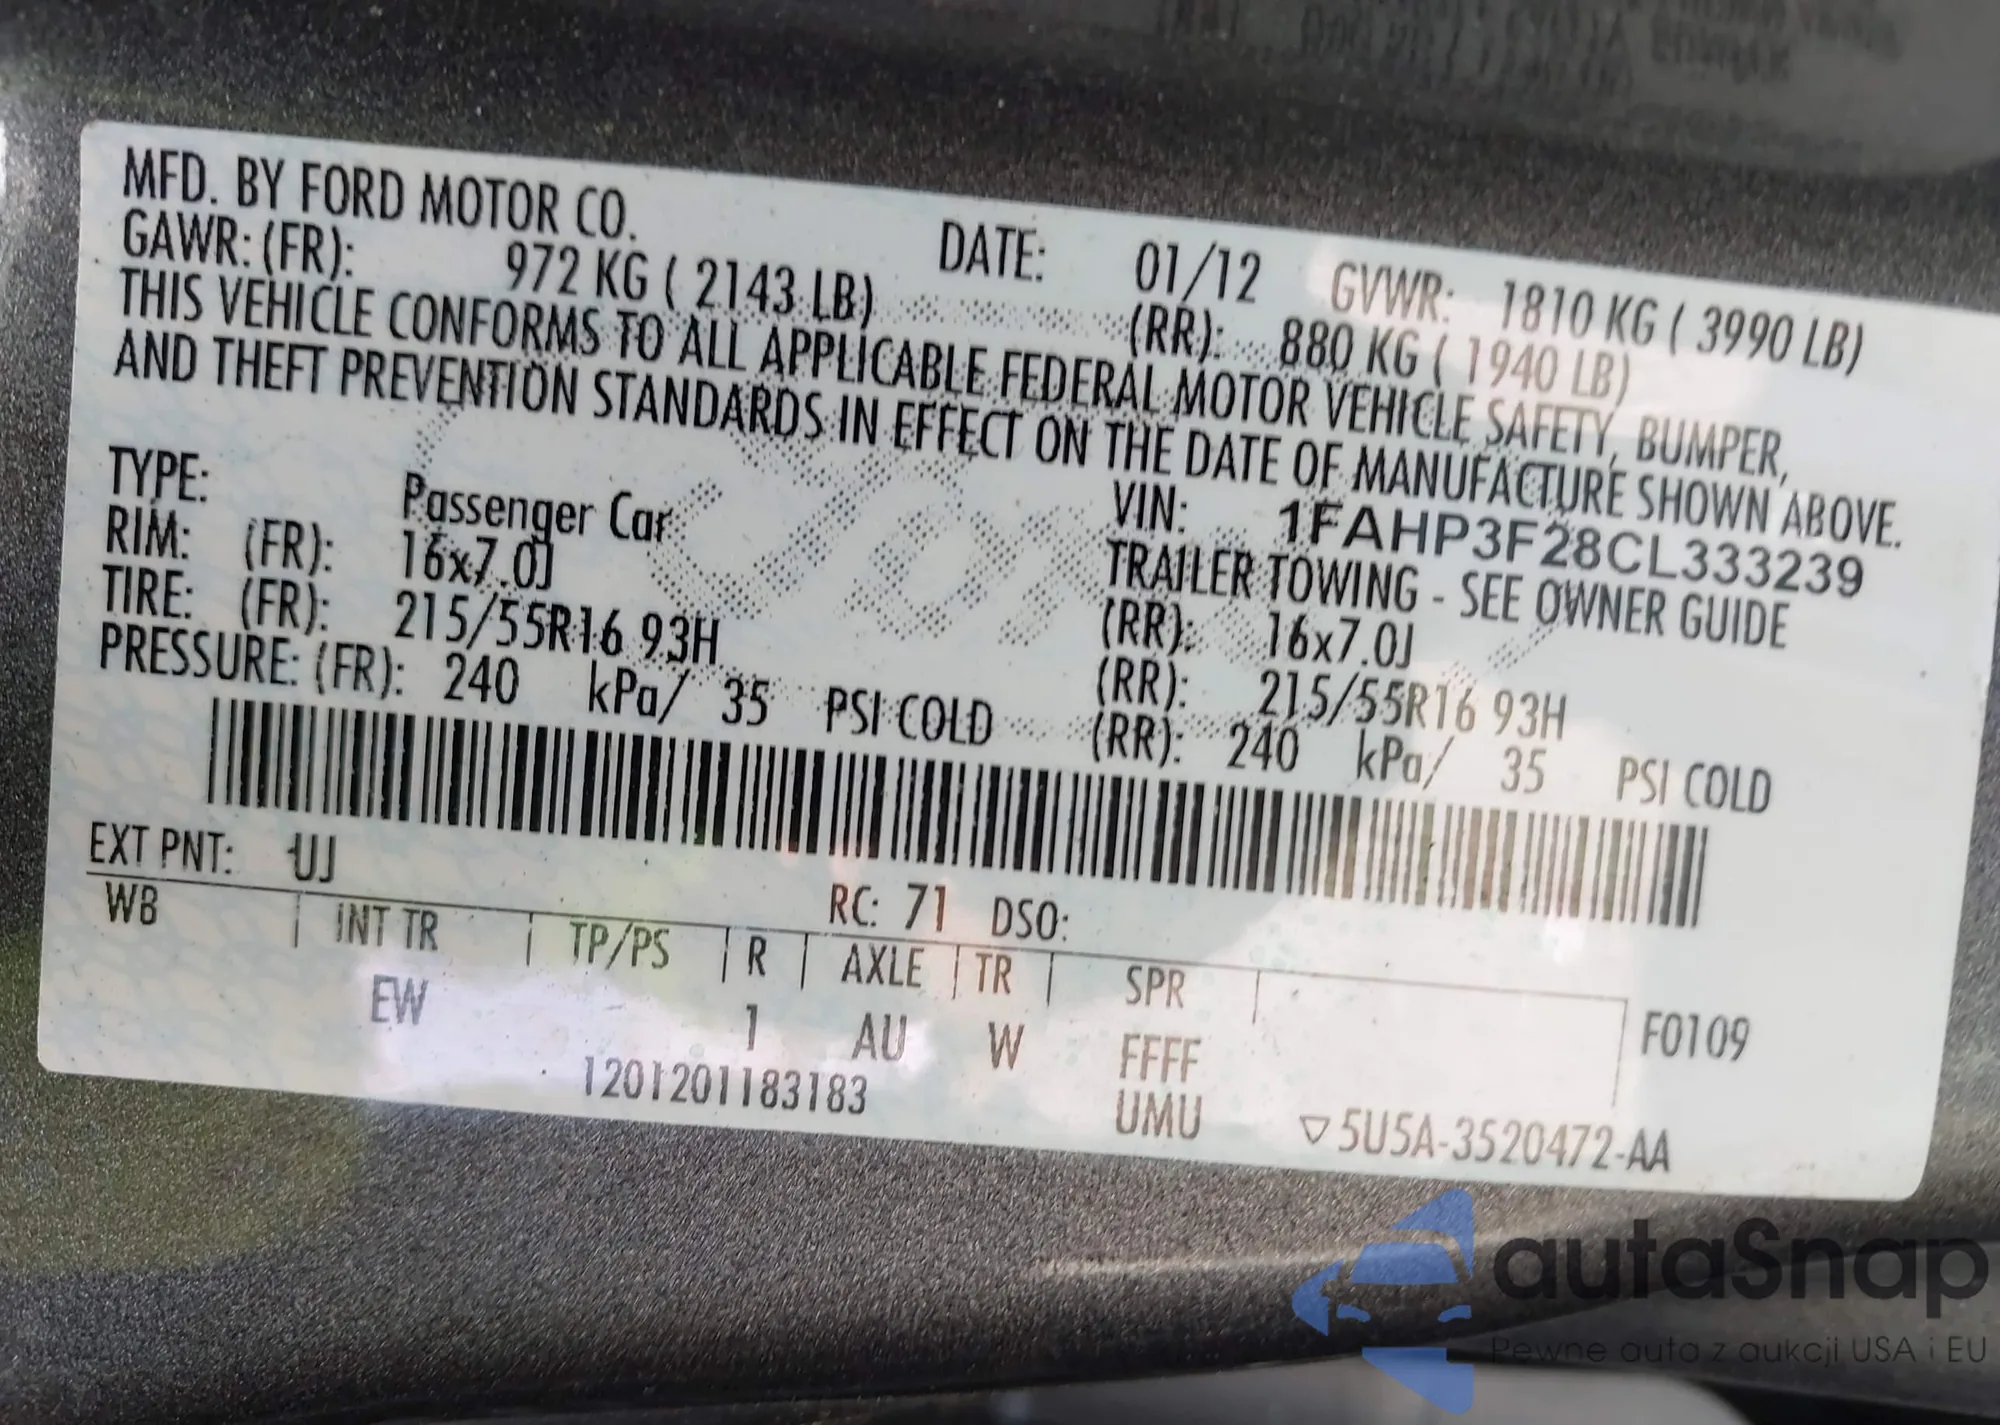 MFD. BY FORD MOTOR CO. DATE: 01/12 GVWR: 1810 KG ( 3990 LB)
GAWR: (FR): 972 KG ( 2143 LB) (RR): 880 KG ( 1940 LB)
THIS VEHICLE CONFORMS TO ALL APPLICABLE FEDERAL MOTOR VEHICLE SAFETY, BUMPER,
AND THEFT PREVENTION STANDARDS IN EFFECT ON THE DATE OF MANUFACTURE SHOWN ABOVE.
VIN: 1FAHP3F28CL333239
TYPE: Passenger Car TRAILER TOWING - SEE OWNER GUIDE
RIM: (FR): 16x7.0J (RR): 16x7.0J
TIRE: (FR): 215/55R16 93H (RR): 215/55R16 93H
PRESSURE: (FR): 240 kPa/ 35 PSI COLD (RR): 240 kPa/ 35 PSI COLD
EXT PNT: UJ RC: 71 DSO:
WB INT TR TP/PS R AXLE TR SPR F0109
EW 1 AU W FFFF
1201201183183 UMU ▽5U5A-3520472-AA
autaSnap
Pewne auta z aukcji USA i EU